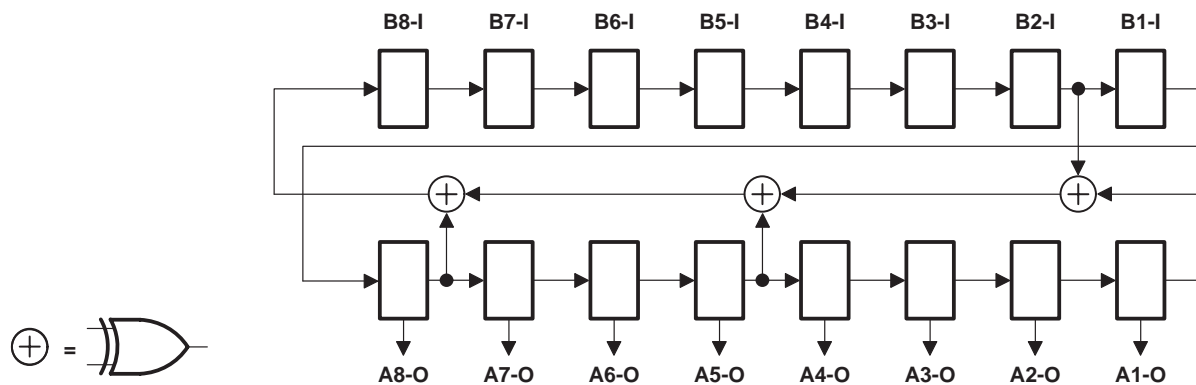 B8-I B7-I B6-I B5-I B4-I B3-I B2-I B1-I
=
A8-O A7-O A6-O A5-O A4-O A3-O A2-O A1-O